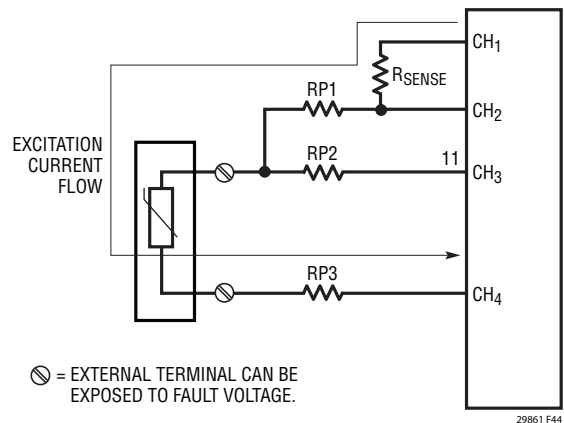 CH1
RSENSE
RP1
CH2
EXCITATION
CURRENT
FLOW
RP2
11
CH3
RP3
CH4
= EXTERNAL TERMINAL CAN BE
EXPOSED TO FAULT VOLTAGE.
29861 F44